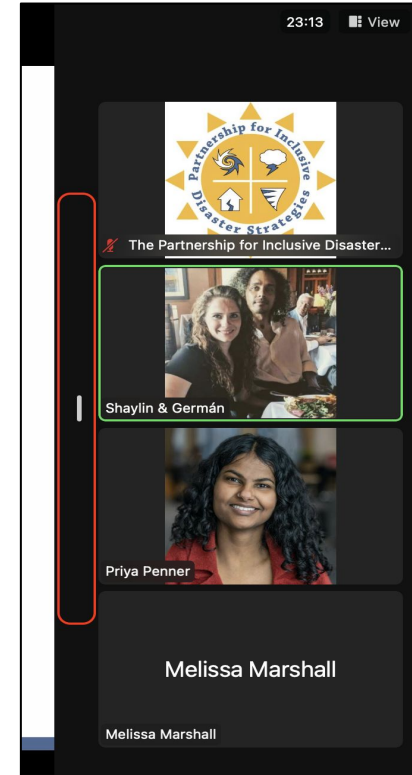 23:13 View
Partnership for Inclusive
Disaster Strategies
The Partnership for Inclusive Disaster...
Shaylin & Germán
Priya Penner
Melissa Marshall
Melissa Marshall